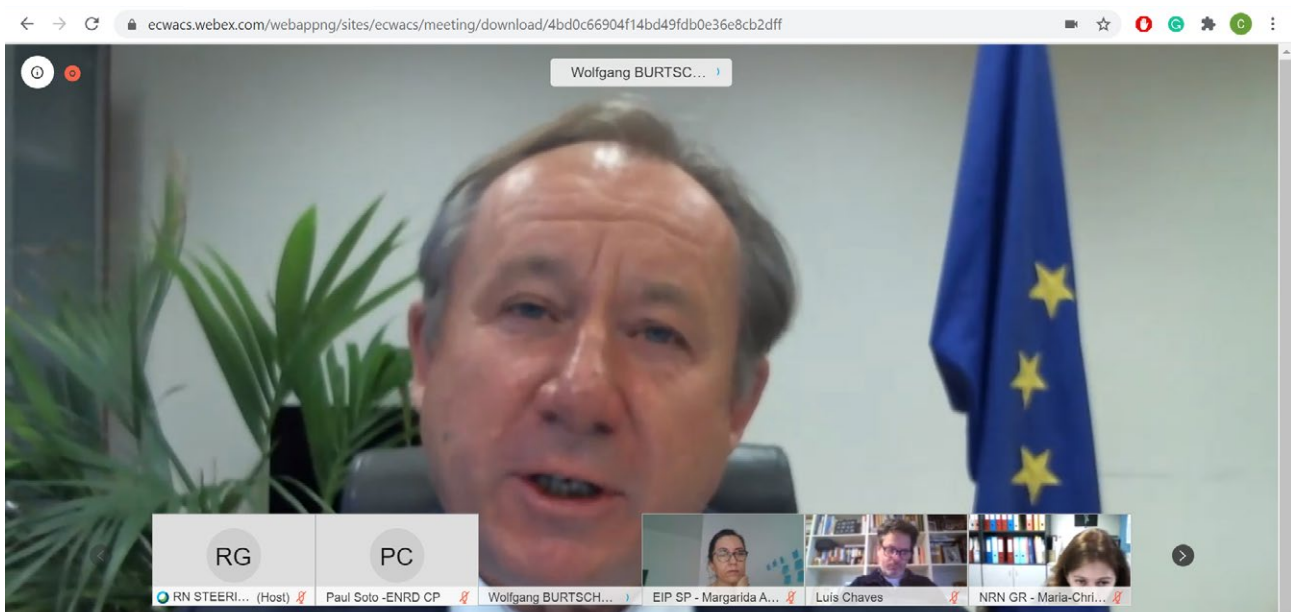 ecwacs.webex.com/webappng/sites/ecwacs/meeting/download/4bd0c66904f14bd49fdb0e36e8cb2dff
C
Wolfgang BURTSC...
RG
PC
RN STEERI... (Host)
Paul Soto -ENRD CP
Wolfgang BURTSCH...
EIP SP - Margarida A...
Luís Chaves
NRN GR - Maria-Chri...